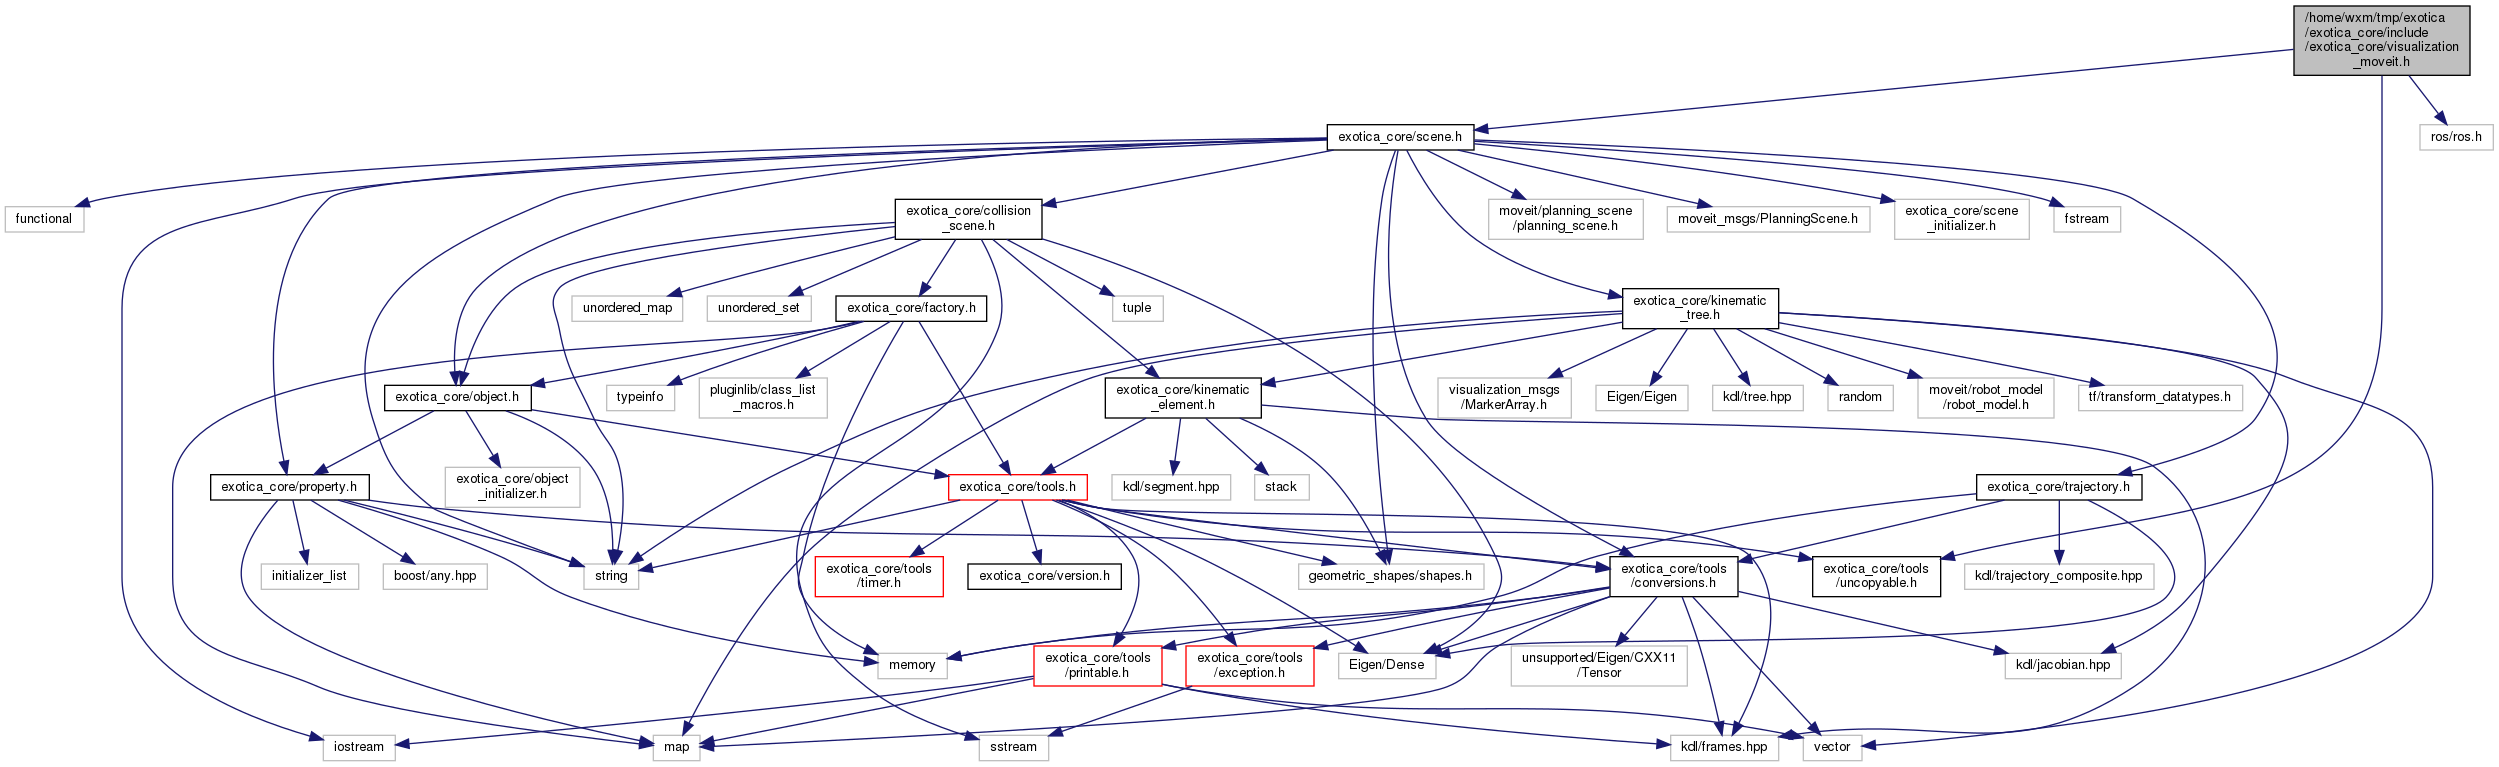 /home/wxm/tmp/exotica
/exotica_core/include
/exotica_core/visualization
_moveit.h
exotica_core/scene.h
ros/ros.h
functional
exotica_core/collision
_scene.h
moveit/planning_scene
/planning_scene.h
moveit_msgs/PlanningScene.h
exotica_core/scene
_initializer.h
fstream
unordered_map
unordered_set
exotica_core/factory.h
tuple
exotica_core/kinematic
_tree.h
exotica_core/object.h
typeinfo
pluginlib/class_list
_macros.h
exotica_core/kinematic
_element.h
visualization_msgs
/MarkerArray.h
Eigen/Eigen
kdl/tree.hpp
random
moveit/robot_model
/robot_model.h
tf/transform_datatypes.h
exotica_core/property.h
exotica_core/object
_initializer.h
exotica_core/tools.h
kdl/segment.hpp
stack
exotica_core/trajectory.h
initializer_list
boost/any.hpp
string
exotica_core/tools
/timer.h
exotica_core/version.h
geometric_shapes/shapes.h
exotica_core/tools
/conversions.h
exotica_core/tools
/uncopyable.h
kdl/trajectory_composite.hpp
memory
exotica_core/tools
/printable.h
exotica_core/tools
/exception.h
Eigen/Dense
unsupported/Eigen/CXX11
/Tensor
kdl/jacobian.hpp
iostream
map
sstream
kdl/frames.hpp
vector